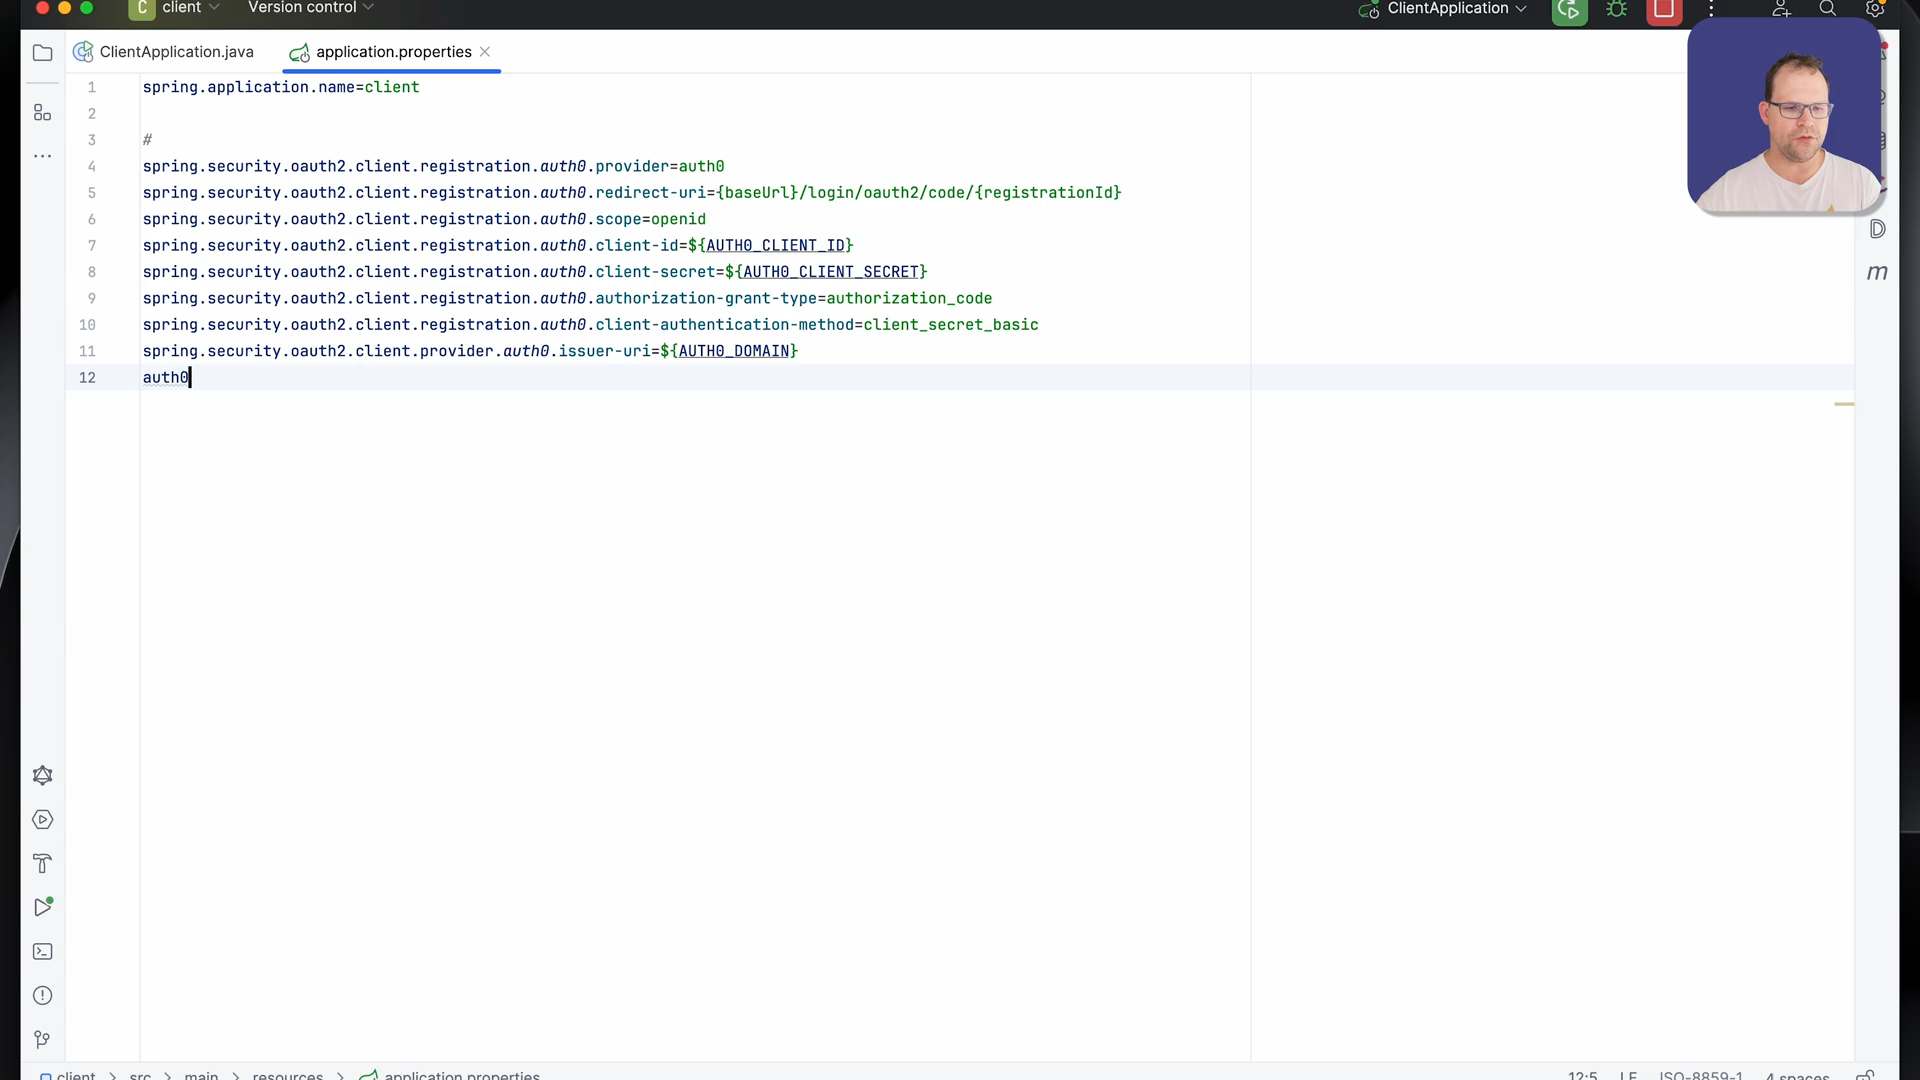 C client Version control ClientApplication
ClientApplication.java application.properties
1 spring.application.name=client
2
3 #
4 spring.security.oauth2.client.registration.auth0.provider=auth0
5 spring.security.oauth2.client.registration.auth0.redirect-uri={baseUrl}/login/oauth2/code/{registrationId}
6 spring.security.oauth2.client.registration.auth0.scope=openid
7 spring.security.oauth2.client.registration.auth0.client-id=${AUTH0_CLIENT_ID}
8 spring.security.oauth2.client.registration.auth0.client-secret=${AUTH0_CLIENT_SECRET}
9 spring.security.oauth2.client.registration.auth0.authorization-grant-type=authorization_code
10 spring.security.oauth2.client.registration.auth0.client-authentication-method=client_secret_basic
11 spring.security.oauth2.client.provider.auth0.issuer-uri=${AUTH0_DOMAIN}
12 auth0
D
m
client > src > main > resources > application.properties 12:5 LF ISO-8859-1 4 spaces